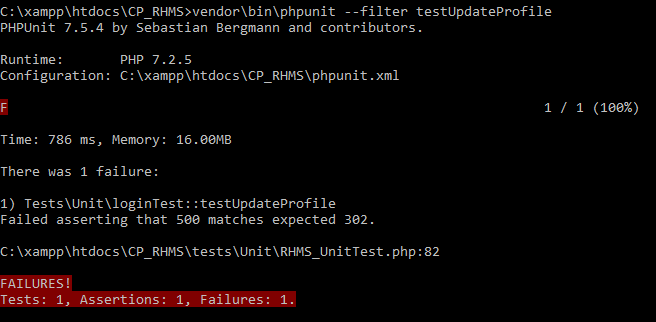 C:\xampp\htdocs\CP_RHMS>vendor\bin\phpunit --filter testUpdateProfile
PHPUnit 7.5.4 by Sebastian Bergmann and contributors.
Runtime:       PHP 7.2.5
Configuration: C:\xampp\htdocs\CP_RHMS\phpunit.xml
F                                                                   1 / 1 (100%)
Time: 786 ms, Memory: 16.00MB
There was 1 failure:
1) Tests\Unit\loginTest::testUpdateProfile
Failed asserting that 500 matches expected 302.
C:\xampp\htdocs\CP_RHMS\tests\Unit\RHMS_UnitTest.php:82
FAILURES!
Tests: 1, Assertions: 1, Failures: 1.